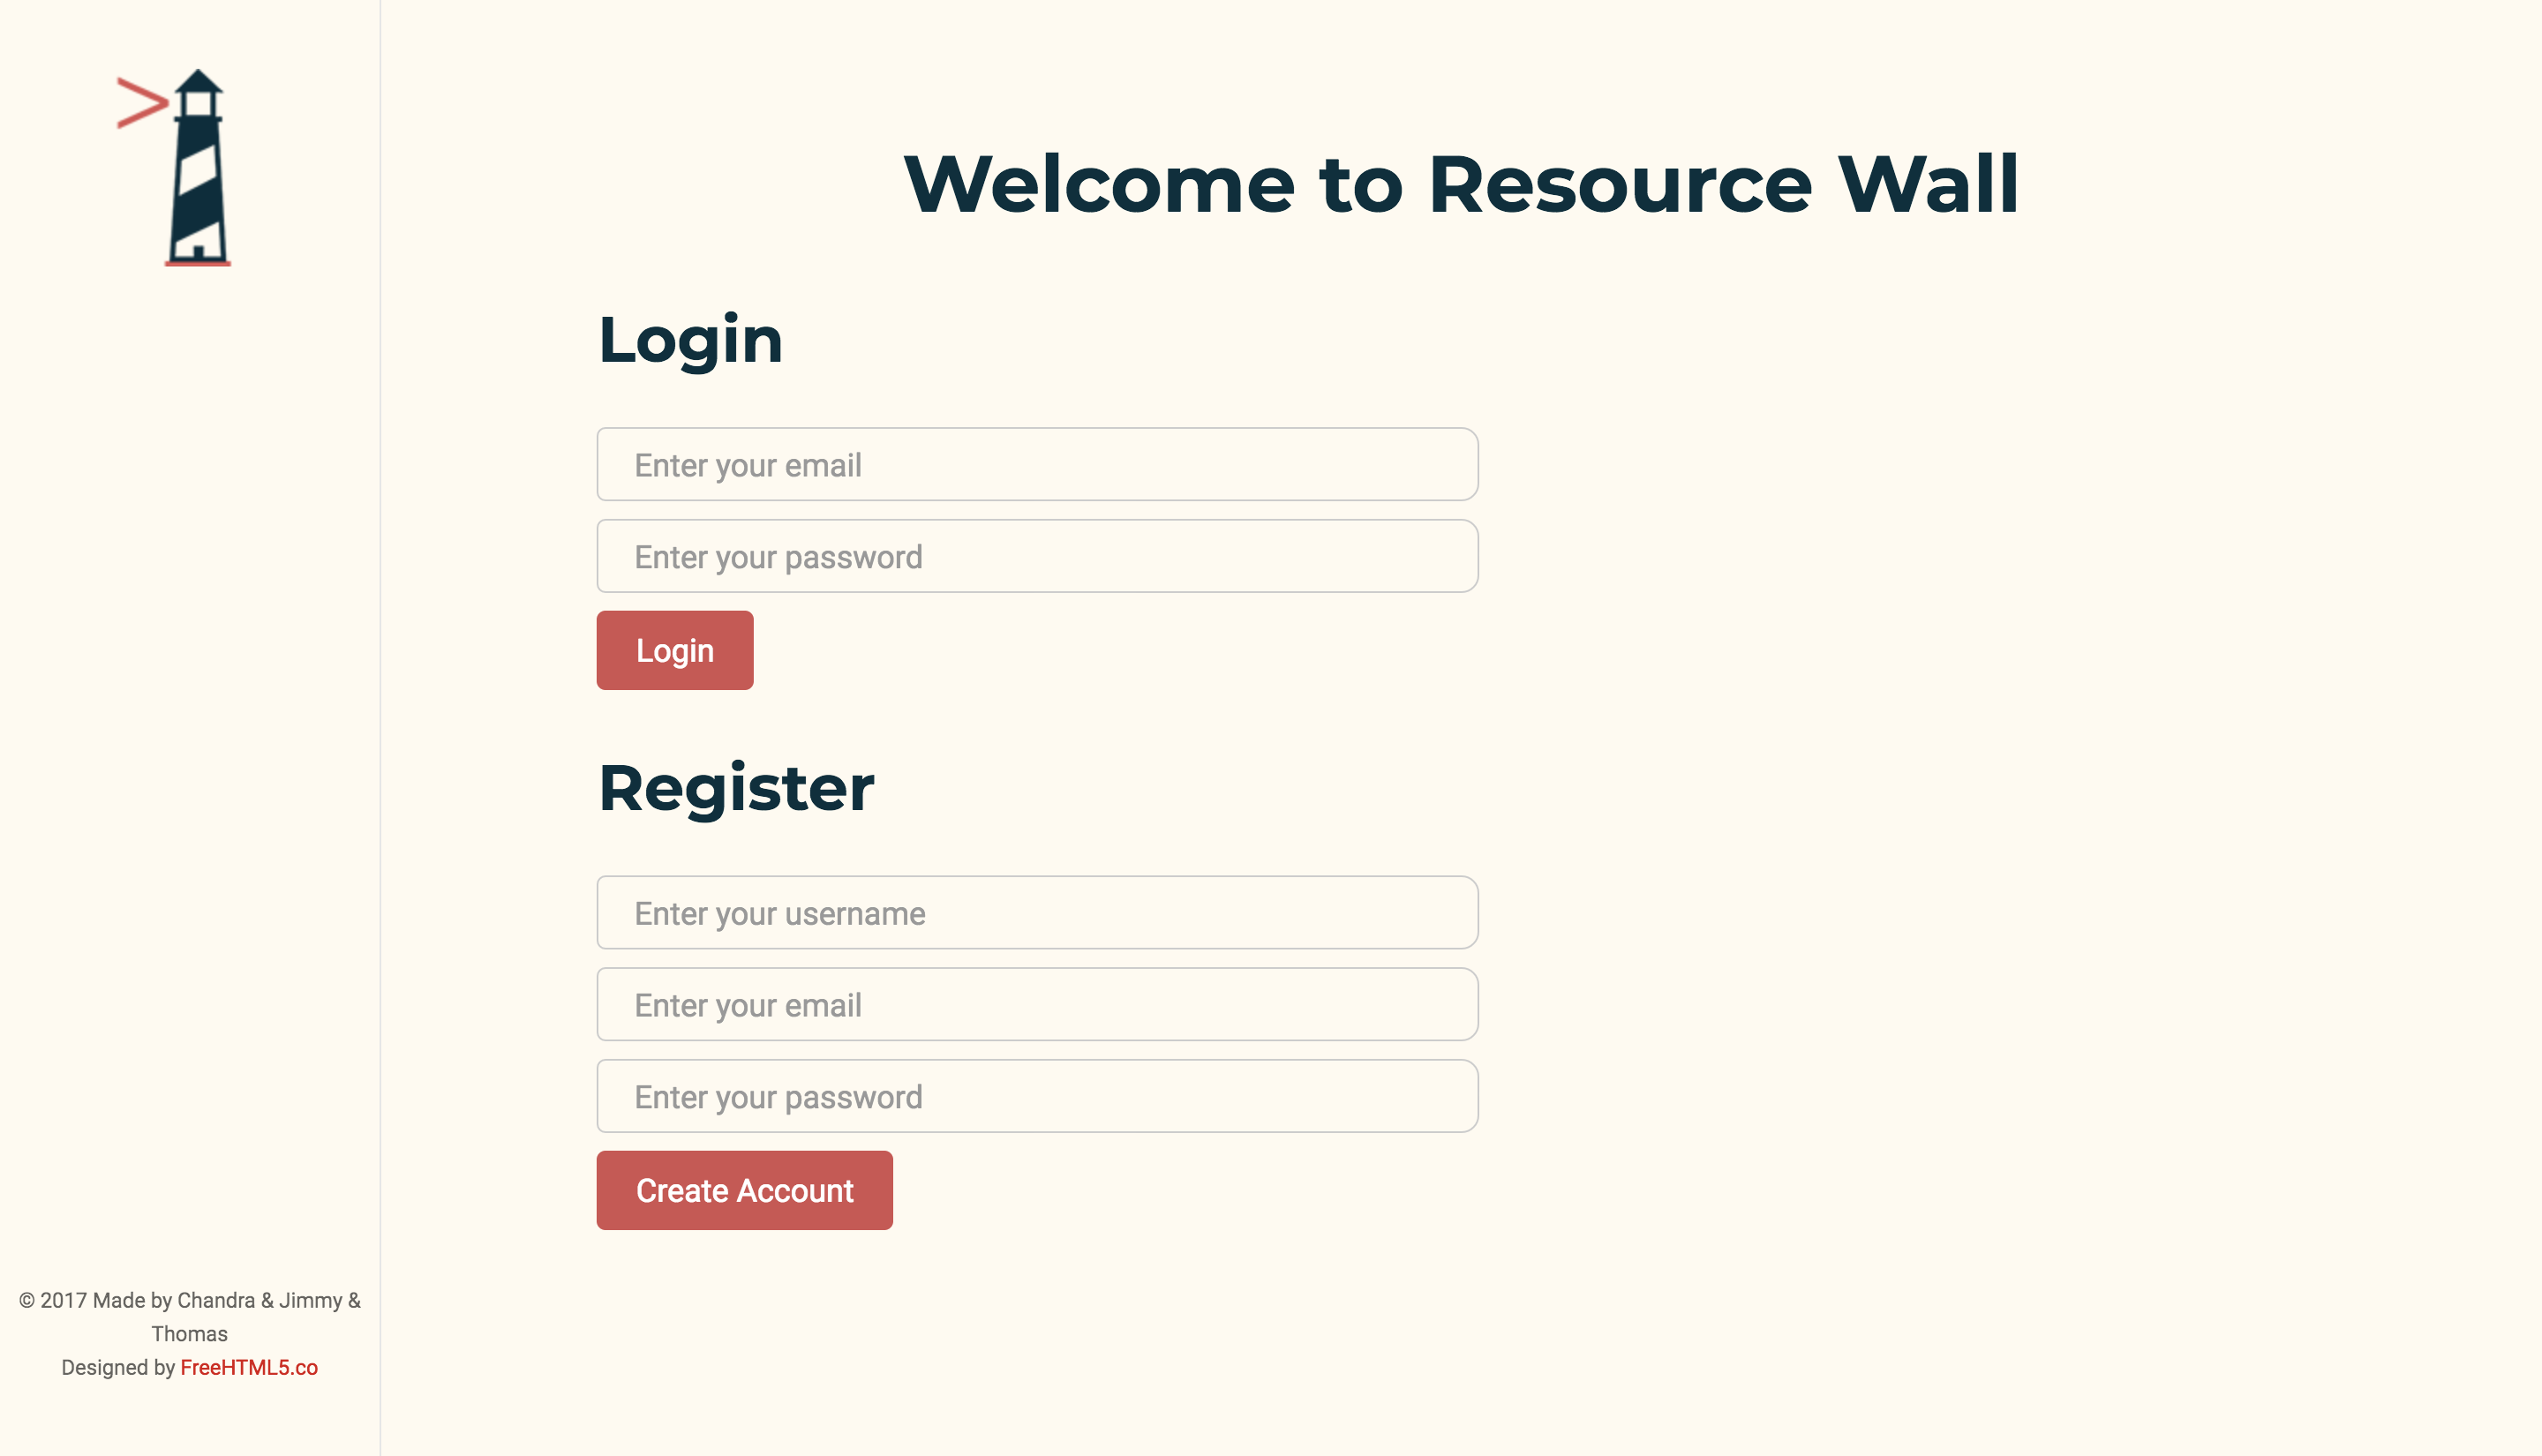 Welcome to Resource Wall
Login
Enter your email
Enter your password
Login
Register
Enter your username
Enter your email
Enter your password
Create Account
© 2017 Made by Chandra & Jimmy &
Thomas
Designed by FreeHTML5.co